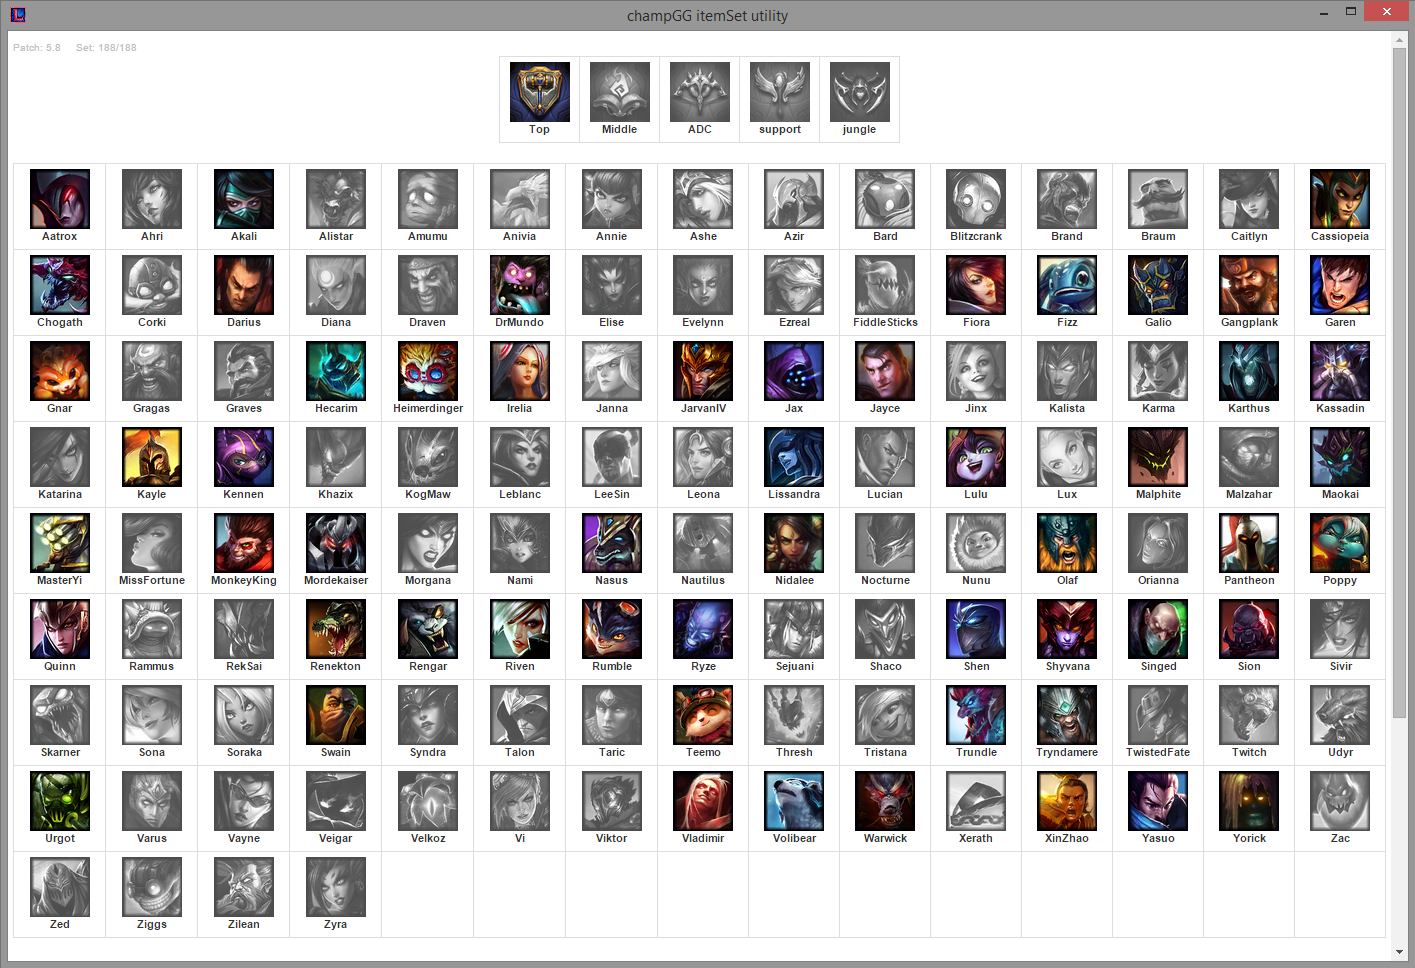 champGG itemSet utility
Patch: 5.8 Set: 188/188
Top Middle ADC support jungle
Aatrox Ahri Akali Alistar Amumu Anivia Annie Ashe Azir Bard Blitzcrank Brand Braum Caitlyn Cassiopeia
Chogath Corki Darius Diana Draven DrMundo Elise Evelynn Ezreal FiddleSticks Fiora Fizz Galio Gangplank Garen
Gnar Gragas Graves Hecarim Heimerdinger Irelia Janna JarvanIV Jax Jayce Jinx Kalista Karma Karthus Kassadin
Katarina Kayle Kennen Khazix KogMaw Leblanc LeeSin Leona Lissandra Lucian Lulu Lux Malphite Malzahar Maokai
MasterYi MissFortune MonkeyKing Mordekaiser Morgana Nami Nasus Nautilus Nidalee Nocturne Nunu Olaf Orianna Pantheon Poppy
Quinn Rammus RekSai Renekton Rengar Riven Rumble Ryze Sejuani Shaco Shen Shyvana Singed Sion Sivir
Skarner Sona Soraka Swain Syndra Talon Taric Teemo Thresh Tristana Trundle Tryndamere TwistedFate Twitch Udyr
Urgot Varus Vayne Veigar Velkoz Vi Viktor Vladimir Volibear Warwick Xerath XinZhao Yasuo Yorick Zac
Zed Ziggs Zilean Zyra